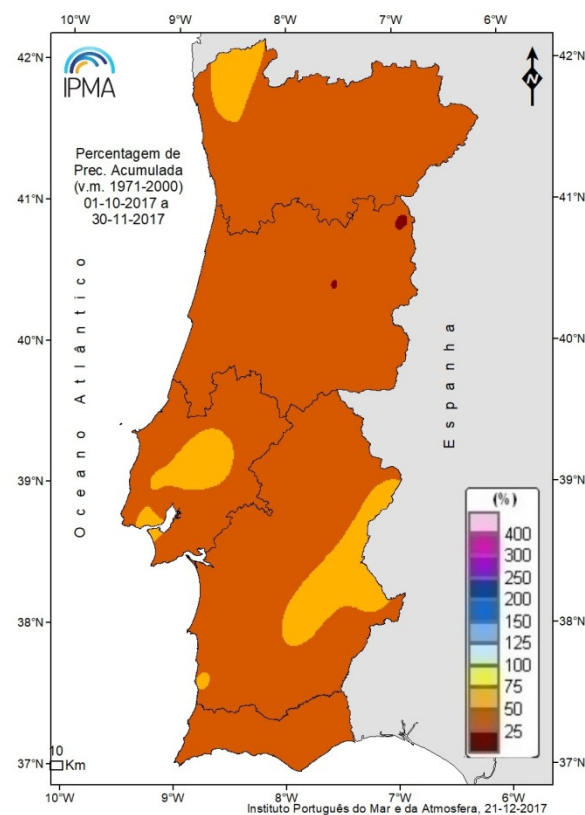 10°W 9°W 8°W 7°W 6°W
42°N 42°N
IPMA
N
Percentagem de
Prec. Acumulada
(v.m. 1971-2000)
01-10-2017 a
30-11-2017
41°N 41°N
Oceano Atlântico
Espanha
40°N 40°N
39°N 39°N
(%)
400
300
250
200
150
125
100
75
50
25
38°N 38°N
37°N 37°N
10
Km
10°W 9°W 8°W 7°W 6°W
Instituto Português do Mar e da Atmosfera, 21-12-2017